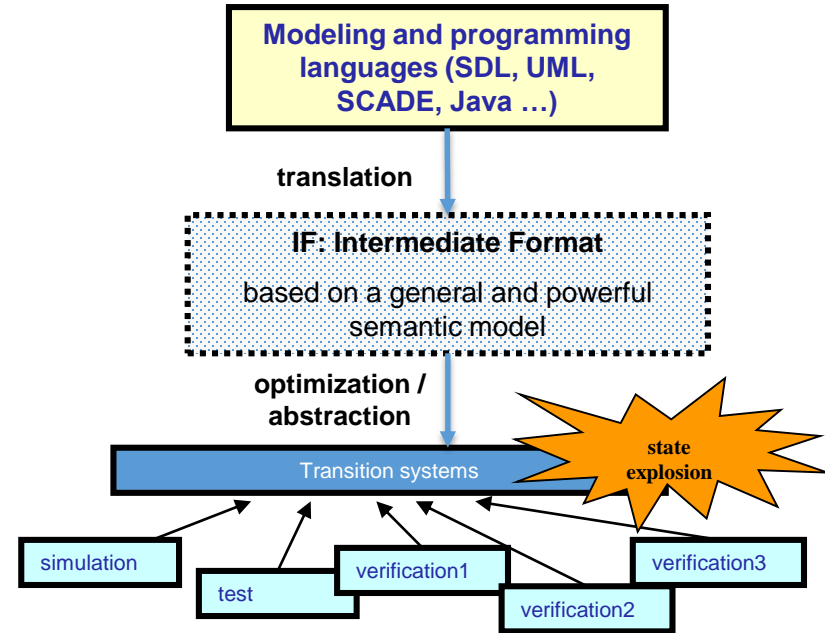 Modeling and programming
languages (SDL, UML,
SCADE, Java …)
translation
IF: Intermediate Format
based on a general and powerful
semantic model
optimization /
abstraction
state
explosion
Transition systems
simulation
test
verification1
verification2
verification3